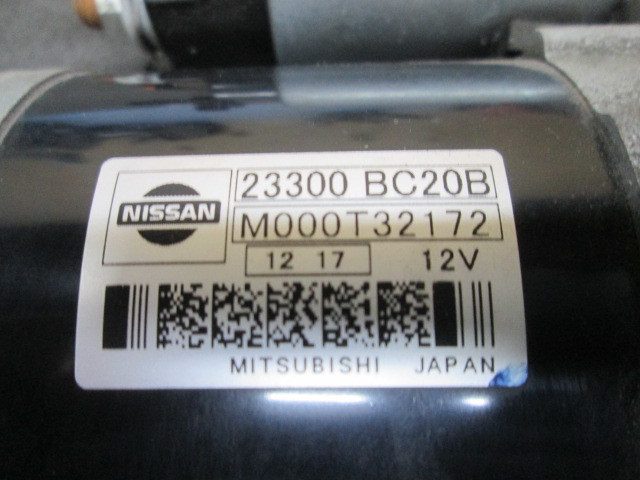 NISSAN
23300 BC20B
M000T32172
12 17 12V
MITSUBISHI JAPAN